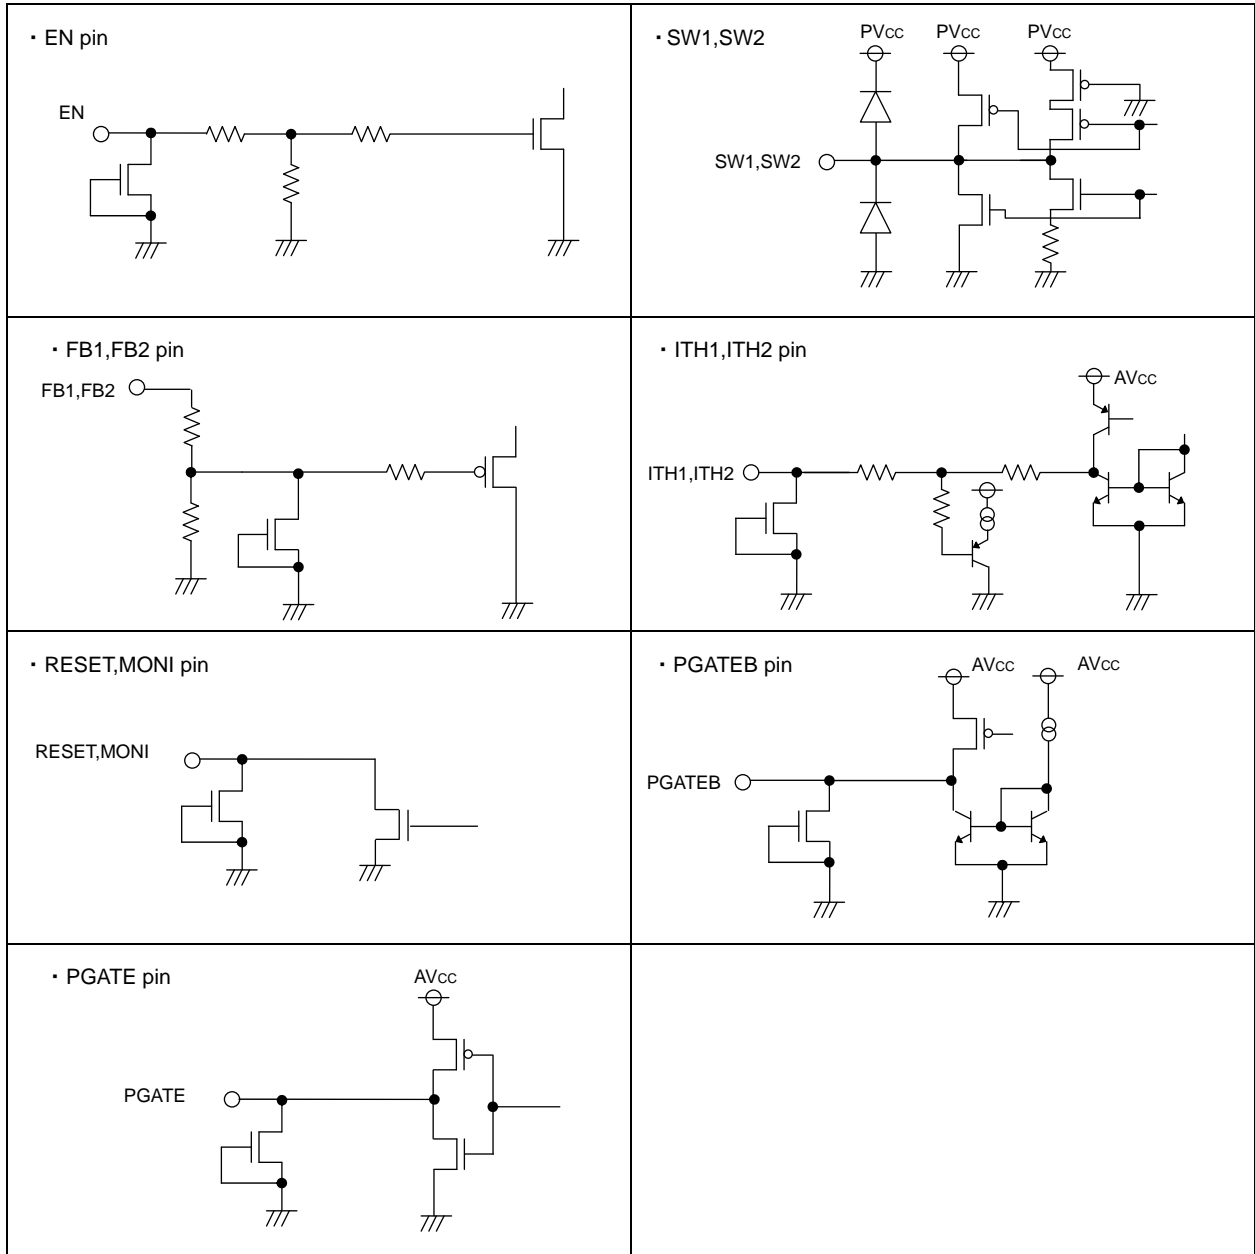 ・EN pin
EN
・SW1,SW2
PVcc PVcc PVcc
SW1,SW2
・FB1,FB2 pin
FB1,FB2
・ITH1,ITH2 pin
AVcc
ITH1,ITH2
・RESET,MONI pin
RESET,MONI
・PGATEB pin
AVcc AVcc
PGATEB
・PGATE pin
AVcc
PGATE